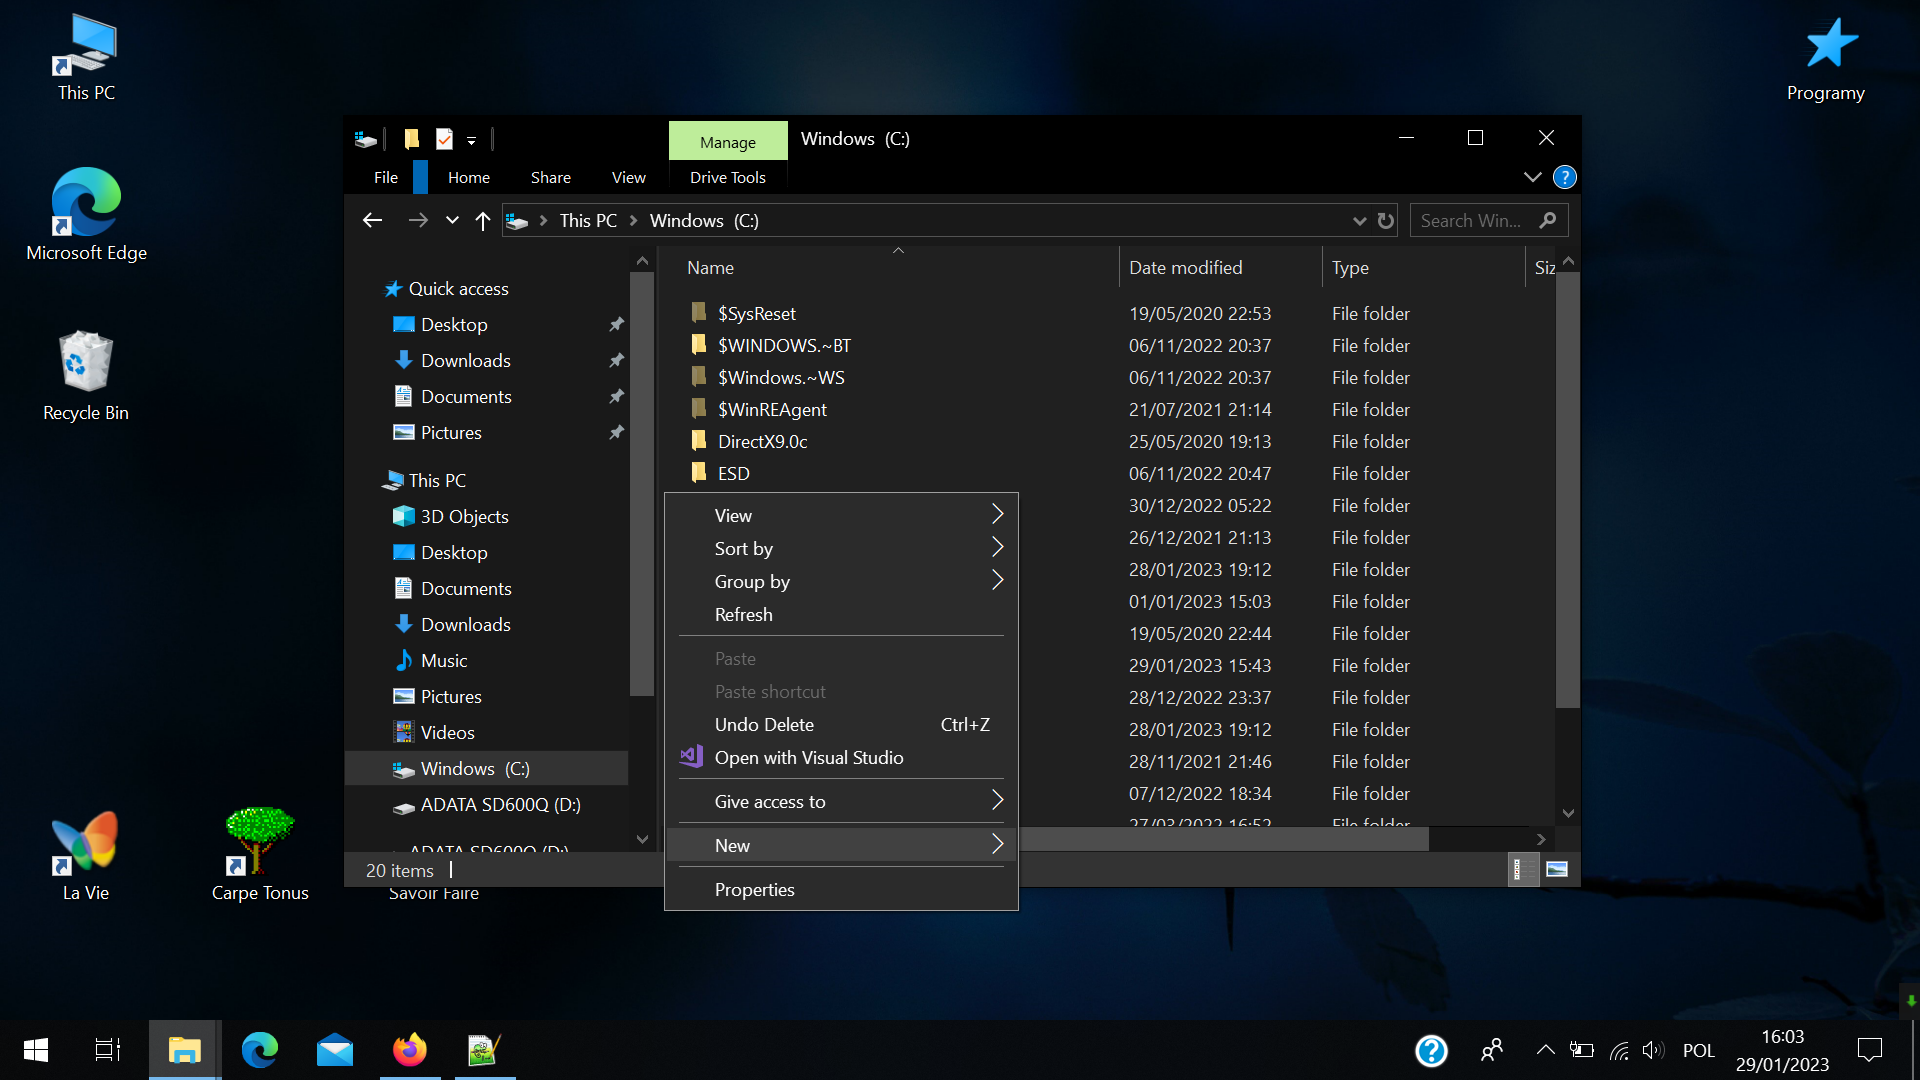 This PC
Programy
Microsoft Edge
Recycle Bin
La Vie
Carpe Tonus
Savoir Faire
Manage
Windows (C:)
File
Home
Share
View
Drive Tools
?
This PC
Windows (C:)
Search Win...
Quick access
Desktop
Downloads
Documents
Pictures
This PC
3D Objects
Desktop
Documents
Downloads
Music
Pictures
Videos
Windows (C:)
ADATA SD600Q (D:)
ADATA SD600Q (D:)
20 items
Name
Date modified
Type
Siz
$SysReset
19/05/2020 22:53
File folder
$WINDOWS.~BT
06/11/2022 20:37
File folder
$Windows.~WS
06/11/2022 20:37
File folder
$WinREAgent
21/07/2021 21:14
File folder
DirectX9.0c
25/05/2020 19:13
File folder
ESD
06/11/2022 20:47
File folder
30/12/2022 05:22
File folder
26/12/2021 21:13
File folder
28/01/2023 19:12
File folder
01/01/2023 15:03
File folder
19/05/2020 22:44
File folder
29/01/2023 15:43
File folder
28/12/2022 23:37
File folder
28/01/2023 19:12
File folder
28/11/2021 21:46
File folder
07/12/2022 18:34
File folder
27/03/2022 16:52
File folder
View
Sort by
Group by
Refresh
Paste
Paste shortcut
Undo Delete
Ctrl+Z
Open with Visual Studio
Give access to
New
Properties
?
POL
16:03
29/01/2023